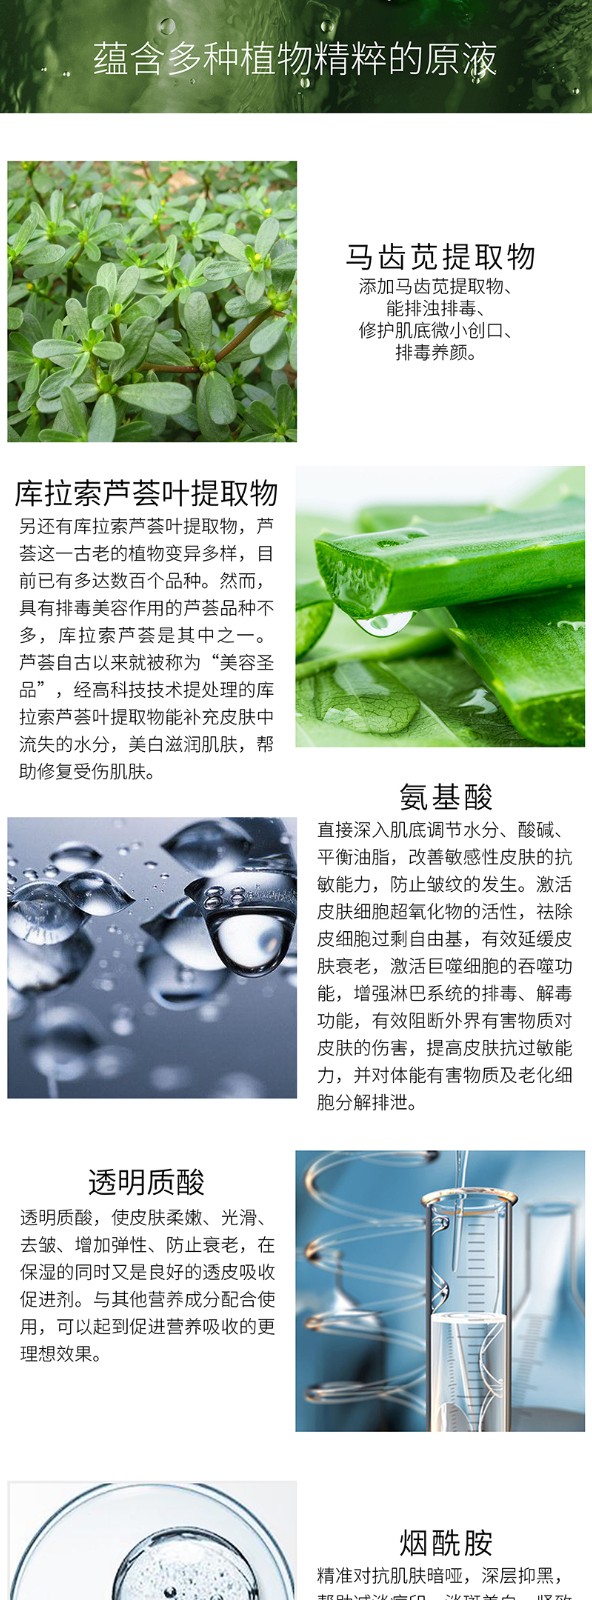 蕴含多种植物精粹的原液
马齿苋提取物
添加马齿苋提取物、
能排浊排毒、
修护肌底微小创口、
排毒养颜。
库拉索芦荟叶提取物
另还有库拉索芦荟叶提取物，芦
荟这一古老的植物变异多样，目
前已有多达数百个品种。然而，
具有排毒美容作用的芦荟品种不
多，库拉索芦荟是其中之一。
芦荟自古以来就被称为“美容圣
品”，经高科技技术提处理的库
拉索芦荟叶提取物能补充皮肤中
流失的水分，美白滋润肌肤，帮
助修复受伤肌肤。
氨基酸
直接深入肌底调节水分、酸碱、
平衡油脂，改善敏感性皮肤的抗
敏能力，防止皱纹的发生。激活
皮肤细胞超氧化物的活性，祛除
皮细胞过剩自由基，有效延缓皮
肤衰老，激活巨噬细胞的吞噬功
能，增强淋巴系统的排毒、解毒
功能，有效阻断外界有害物质对
皮肤的伤害，提高皮肤抗过敏能
力，并对体能有害物质及老化细
胞分解排泄。
透明质酸
透明质酸，使皮肤柔嫩、光滑、
去皱、增加弹性、防止衰老，在
保湿的同时又是良好的透皮吸收
促进剂。与其他营养成分配合使
用，可以起到促进营养吸收的更
理想效果。
烟酰胺
精准对抗肌肤暗哑，深层抑黑，